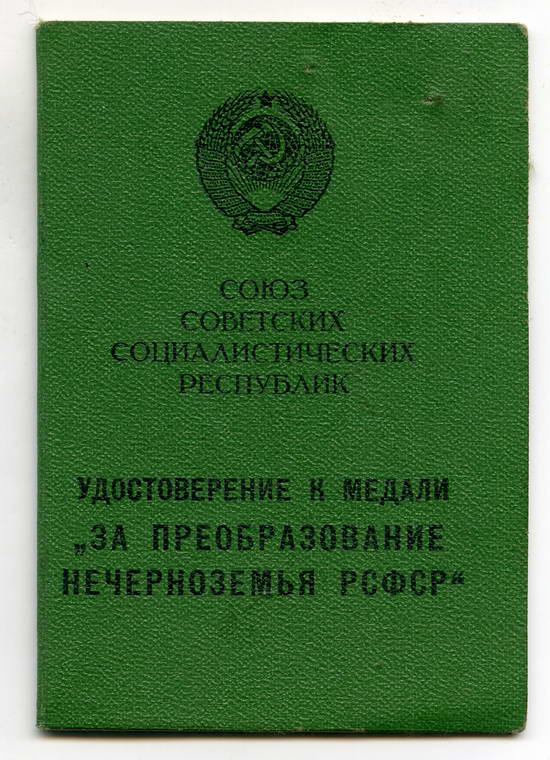 СОЮЗ
СОВЕТСКИХ
СОЦИАЛИСТИЧЕСКИХ
РЕСПУБЛИК
УДОСТОВЕРЕНИЕ К МЕДАЛИ
„ЗА ПРЕОБРАЗОВАНИЕ
НЕЧЕРНОЗЕМЬЯ РСФСР“